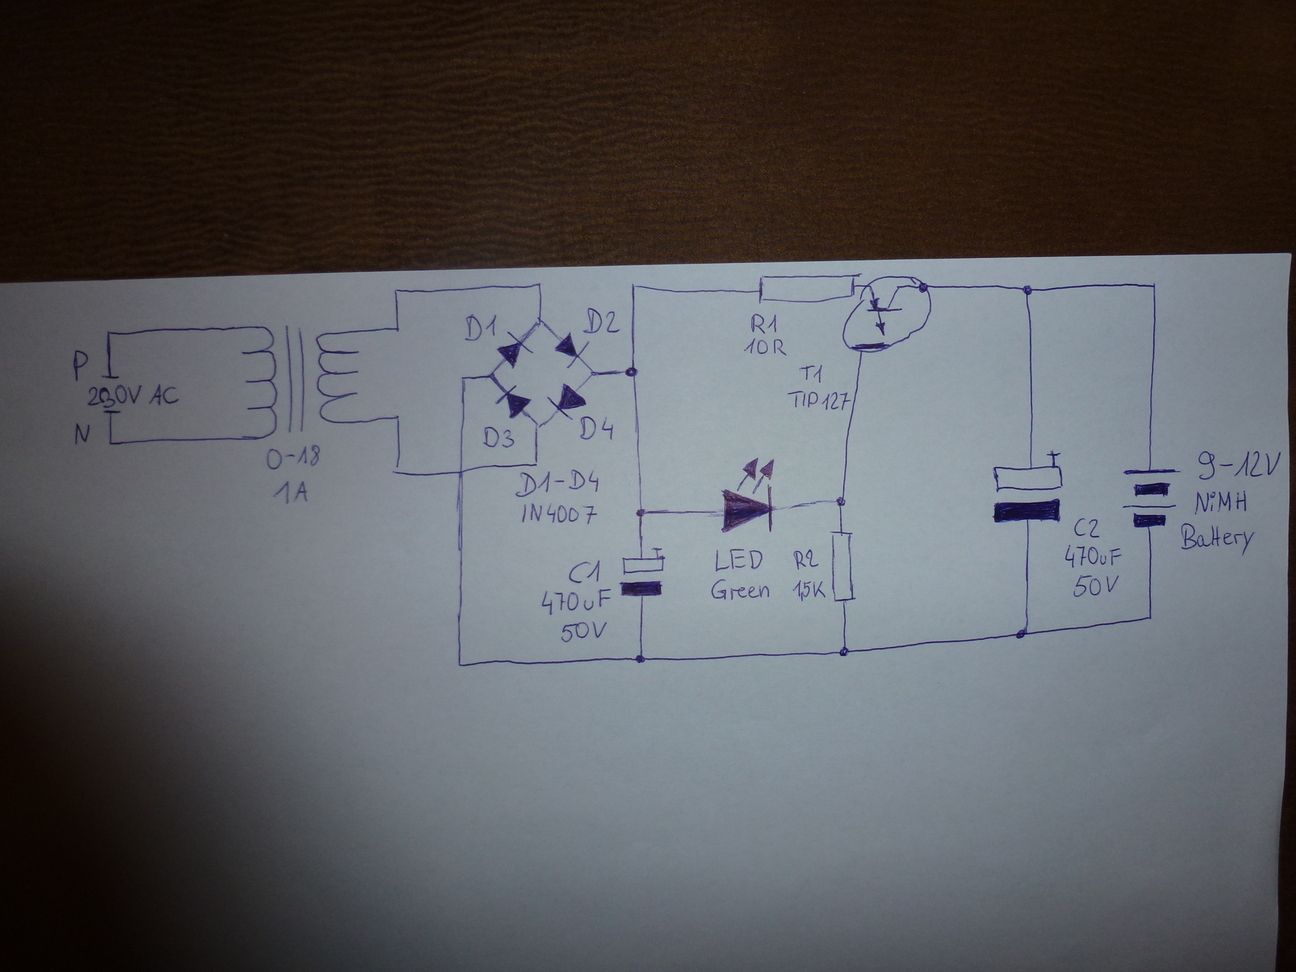 P
230V AC
N
0-18
1A
D1
D2
D3
D4
D1-D4
1N4007
R1
10R
T1
TIP127
C1
470uF
50V
LED
Green
R2
1,5K
C2
470uF
50V
9-12V
NiMH
Battery